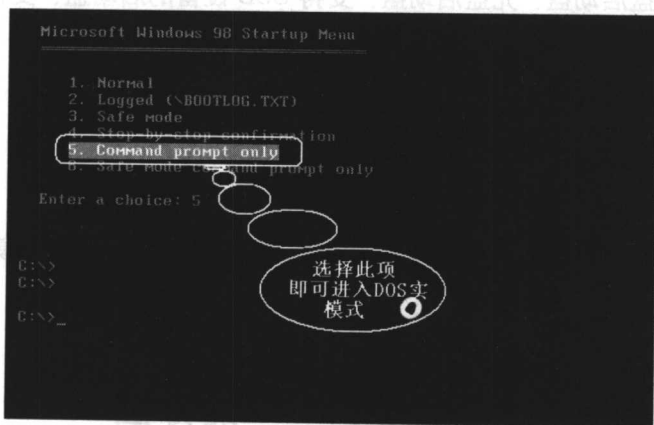 Microsoft Windows 98 Startup Menu
1. Normal
2. Logged (\BOOTLOG.TXT)
3. Safe mode
4. Step-by-step confirmation
5. Command prompt only
6. Safe mode command prompt only
Enter a choice: 5
C:\>
C:\>
C:\>_
选择此项
即可进入DOS实
模式